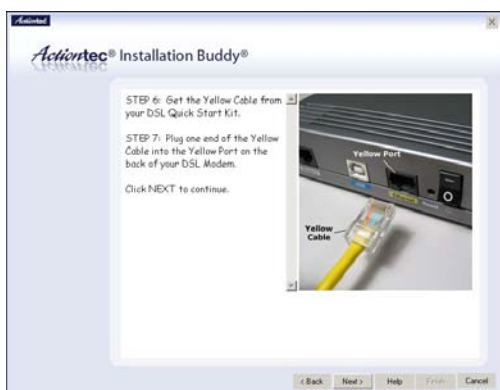 Actiontec
Actiontec® Installation Buddy®
STEP 6: Get the Yellow Cable from
your DSL Quick Start Kit.
STEP 7: Plug one end of the Yellow
Cable into the Yellow Port on the
back of your DSL Modem.
Click NEXT to continue.
Yellow Port
Yellow
Cable
< Back
Next >
Help
Finish
Cancel